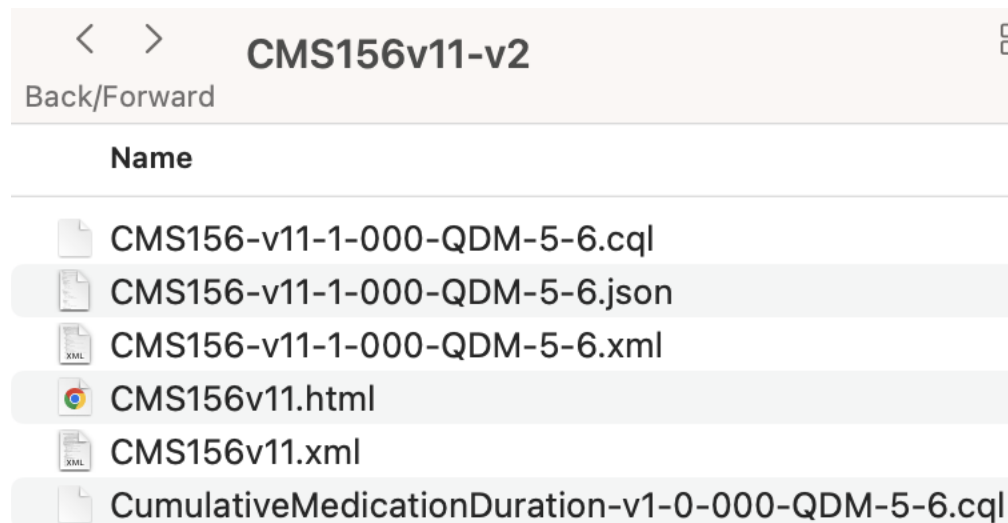 CMS156v11-v2
Back/Forward
Name
CMS156-v11-1-000-QDM-5-6.cql
CMS156-v11-1-000-QDM-5-6.json
XML CMS156-v11-1-000-QDM-5-6.xml
CMS156v11.html
XML CMS156v11.xml
CumulativeMedicationDuration-v1-0-000-QDM-5-6.cql